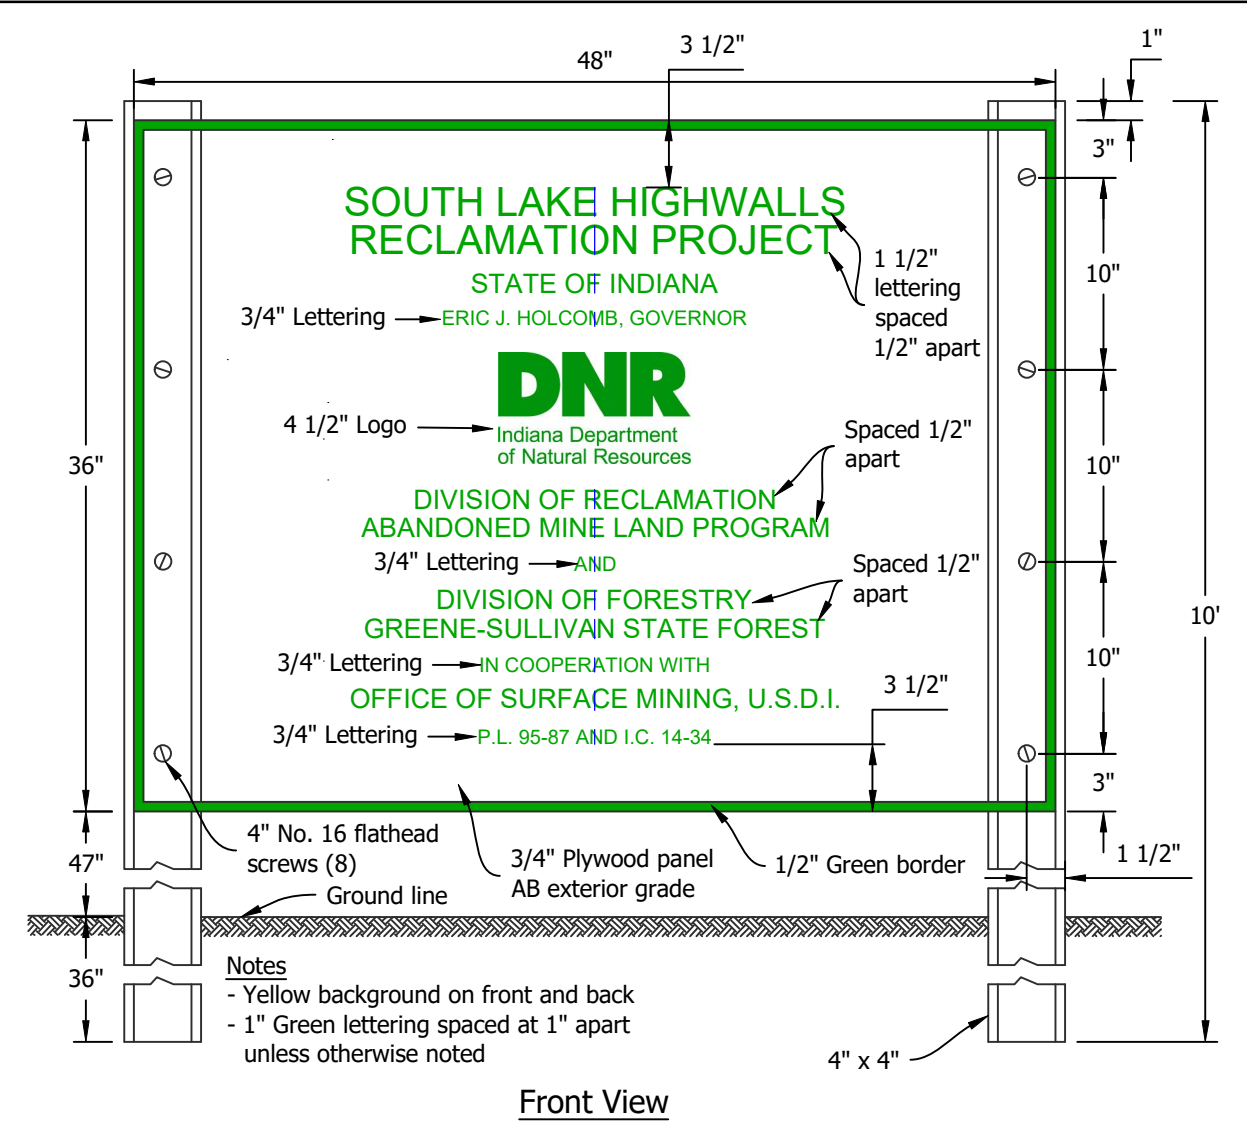 48"
3 1/2"
1"
3"
SOUTH LAKE HIGHWALLS
RECLAMATION PROJECT
1 1/2"
lettering
spaced
1/2" apart
10"
STATE OF INDIANA
3/4" Lettering
ERIC J. HOLCOMB, GOVERNOR
DNR
Indiana Department
of Natural Resources
4 1/2" Logo
Spaced 1/2"
apart
36"
10"
DIVISION OF RECLAMATION
ABANDONED MINE LAND PROGRAM
3/4" Lettering
AND
Spaced 1/2"
apart
DIVISION OF FORESTRY
GREENE-SULLIVAN STATE FOREST
10'
3/4" Lettering
IN COOPERATION WITH
10"
OFFICE OF SURFACE MINING, U.S.D.I.
3 1/2"
3/4" Lettering
P.L. 95-87 AND I.C. 14-34
3"
4" No. 16 flathead
screws (8)
3/4" Plywood panel
AB exterior grade
1/2" Green border
1 1/2"
47"
Ground line
36"
Notes
- Yellow background on front and back
- 1" Green lettering spaced at 1" apart
unless otherwise noted
4" x 4"
Front View